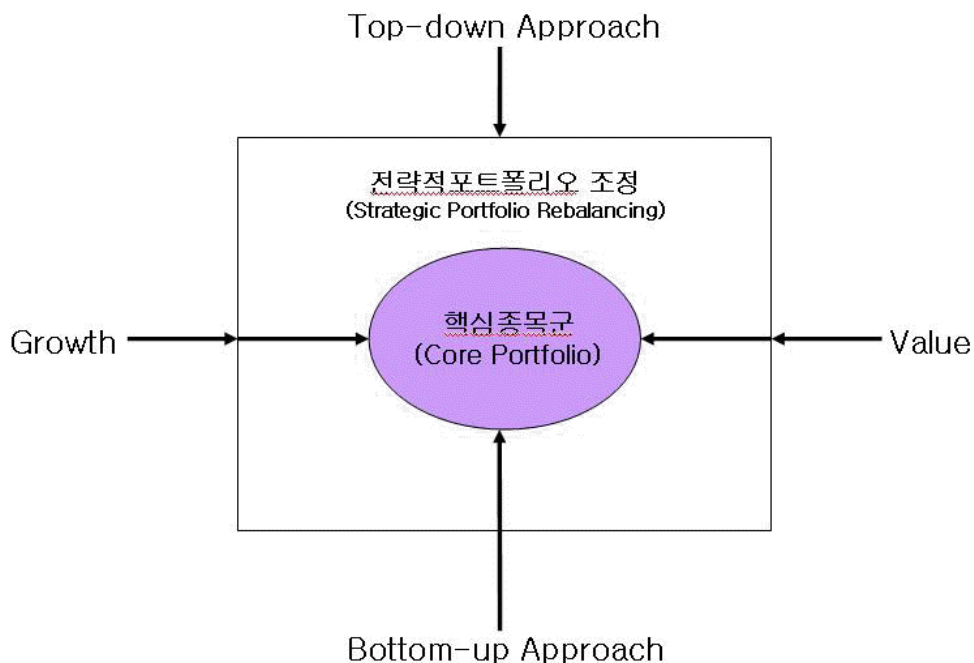 Top-down Approach
전략적포트폴리오 조정
(Strategic Portfolio Rebalancing)
핵심종목군
(Core Portfolio)
Growth
Value
Bottom-up Approach